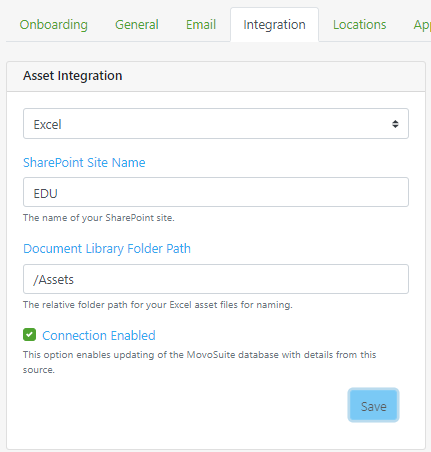 Onboarding General Email Integration Locations
Asset Integration
Excel
SharePoint Site Name
EDU
The name of your SharePoint site.
Document Library Folder Path
/Assets
The relative folder path for your Excel asset files for naming.
Connection Enabled
This option enables updating of the MovoSuite database with details from this
source.
Save